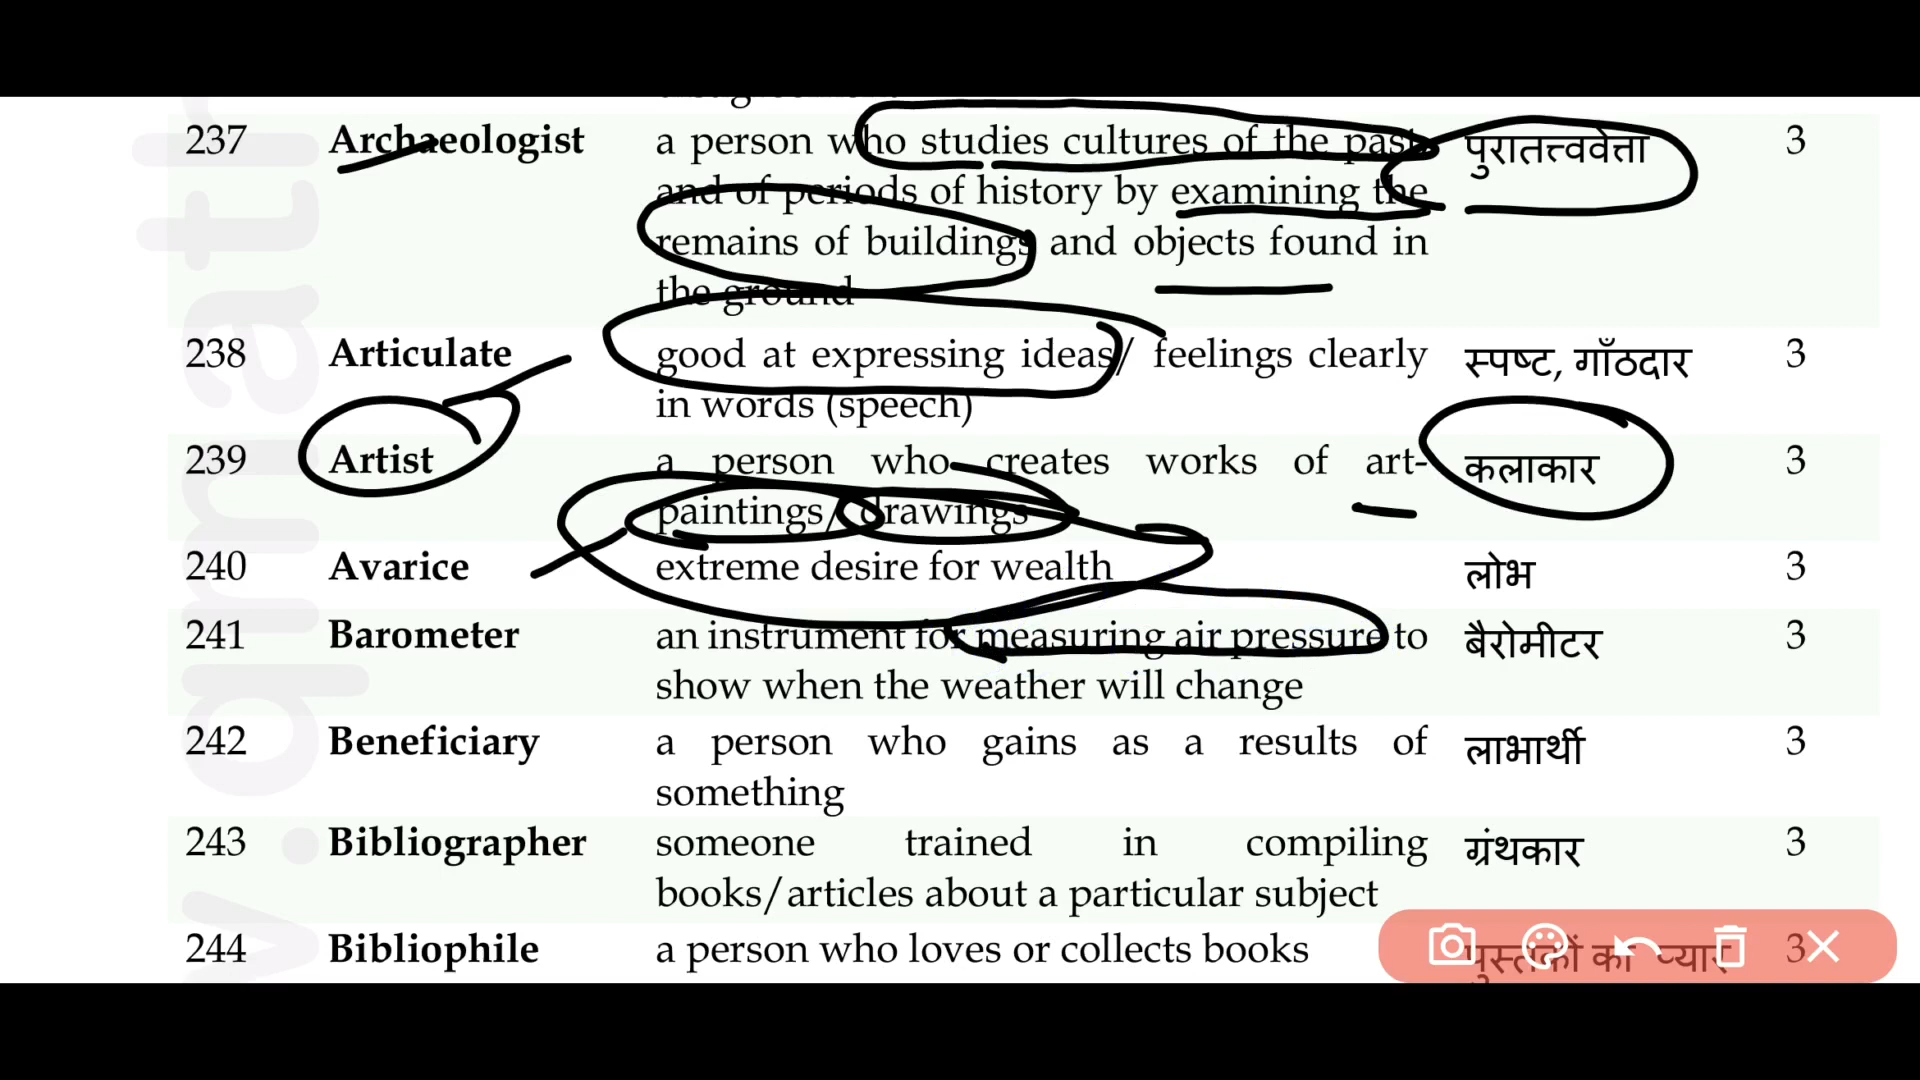 237 Archaeologist a person who studies cultures of the past पुरातत्त्ववेत्ता 3
and of periods of history by examining the
remains of buildings and objects found in
the ground
238 Articulate good at expressing ideas/ feelings clearly स्पष्ट, गाँठदार 3
in words (speech)
239 Artist a person who creates works of art- कलाकार 3
paintings/ drawings
240 Avarice extreme desire for wealth लोभ 3
241 Barometer an instrument for measuring air pressure to बैरोमीटर 3
show when the weather will change
242 Beneficiary a person who gains as a results of लाभार्थी 3
something
243 Bibliographer someone trained in compiling ग्रंथकार 3
books/articles about a particular subject
244 Bibliophile a person who loves or collects books पुस्तकों का प्यार 3